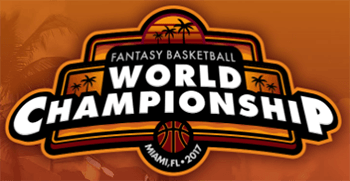 FANTASY BASKETBALL
WORLD
CHAMPIONSHIP
MIAMI, FL • 2017